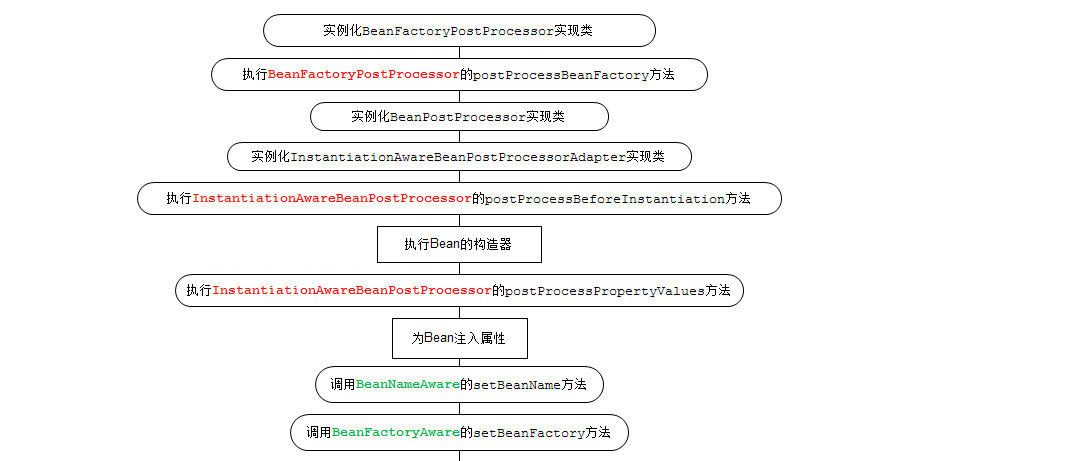 实例化BeanFactoryPostProcessor实现类
执行BeanFactoryPostProcessor的postProcessBeanFactory方法
实例化BeanPostProcessor实现类
实例化InstantiationAwareBeanPostProcessorAdapter实现类
执行InstantiationAwareBeanPostProcessor的postProcessBeforeInstantiation方法
执行Bean的构造器
执行InstantiationAwareBeanPostProcessor的postProcessPropertyValues方法
为Bean注入属性
调用BeanNameAware的setBeanName方法
调用BeanFactoryAware的setBeanFactory方法